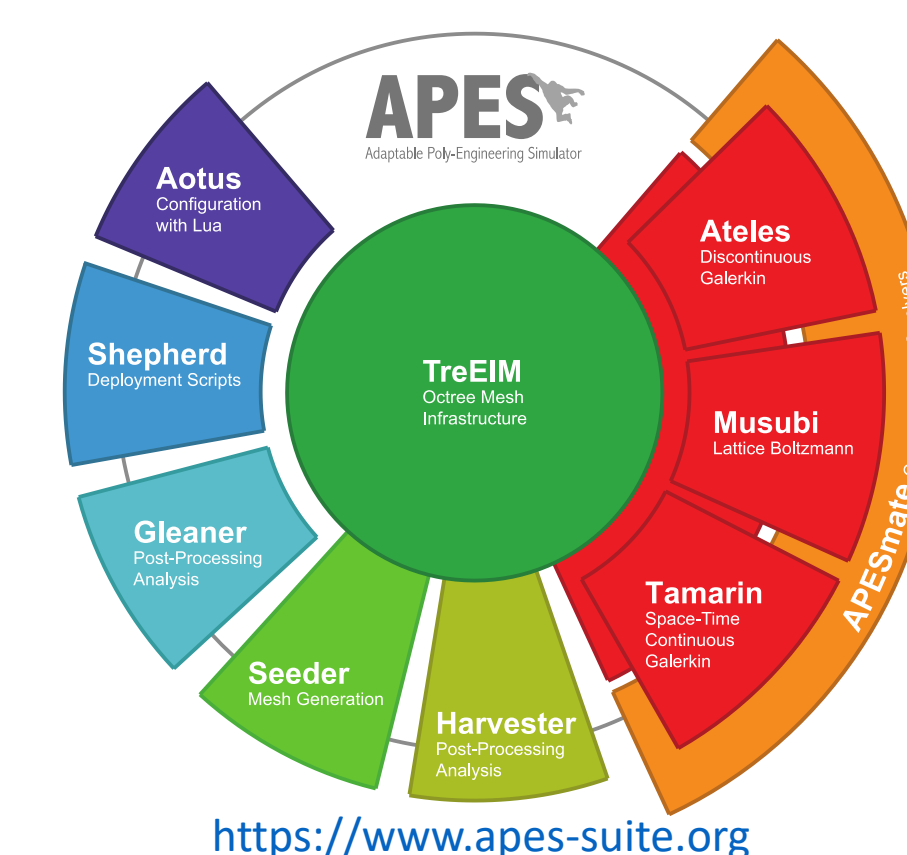 APES
Adaptable Poly-Engineering Simulator
Aotus
Configuration
with Lua
Shepherd
Deployment Scripts
Gleaner
Post-Processing
Analysis
Seeder
Mesh Generation
Harvester
Post-Processing
Analysis
TreEIM
Octree Mesh
Infrastructure
Ateles
Discontinuous
Galerkin
Musubi
Lattice Boltzmann
Tamarin
Space-Time
Continuous
Galerkin
APESmate
https://www.apes-suite.org